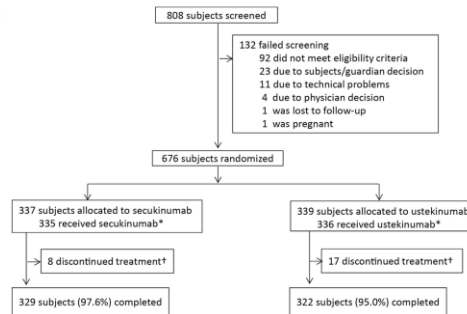 808 subjects screened
132 failed screening
92 did not meet eligibility criteria
23 due to subjects/guardian decision
11 due to technical problems
4 due to physician decision
1 was lost to follow-up
1 was pregnant
676 subjects randomized
337 subjects allocated to secukinumab
335 received secukinumab*
339 subjects allocated to ustekinumab
336 received ustekinumab*
8 discontinued treatment†
17 discontinued treatment†
329 subjects (97.6%) completed
322 subjects (95.0%) completed